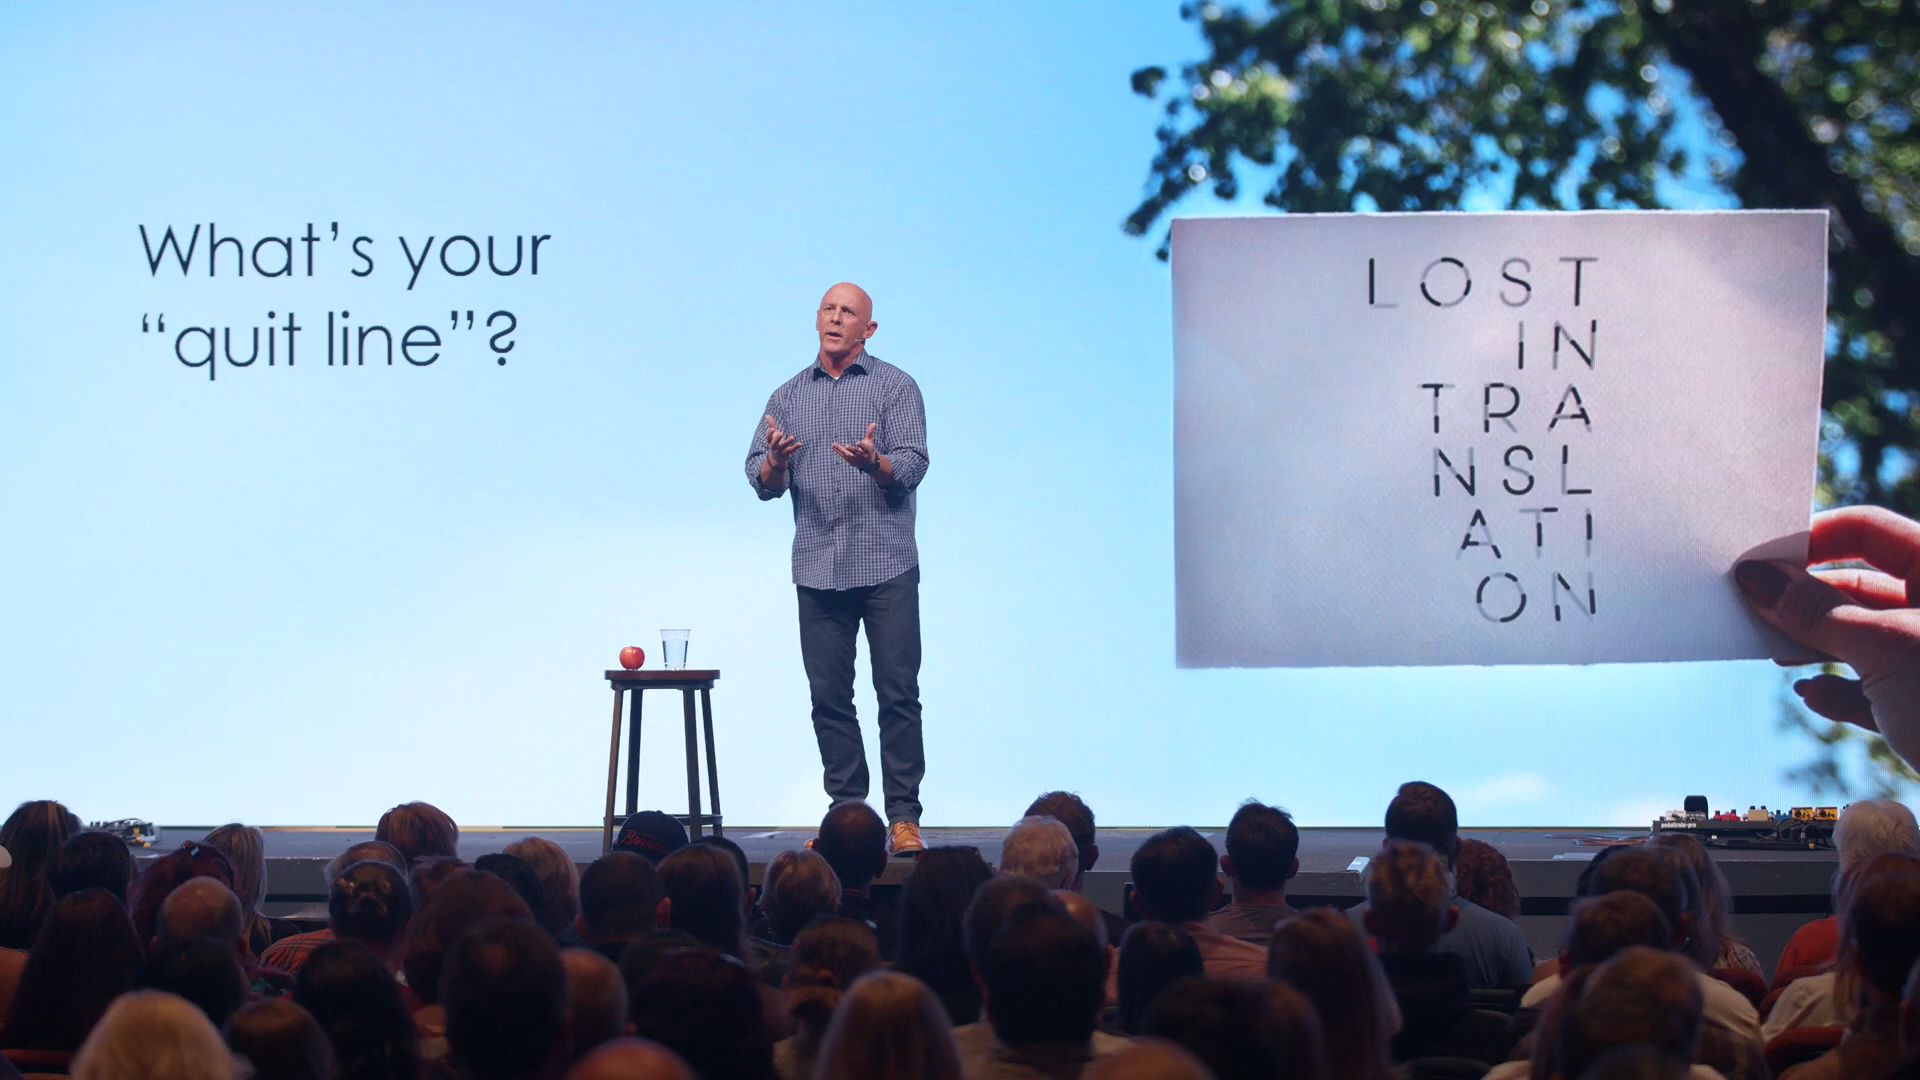 What’s your
“quit line”?
LOST
IN
TRA
NSL
ATI
ON